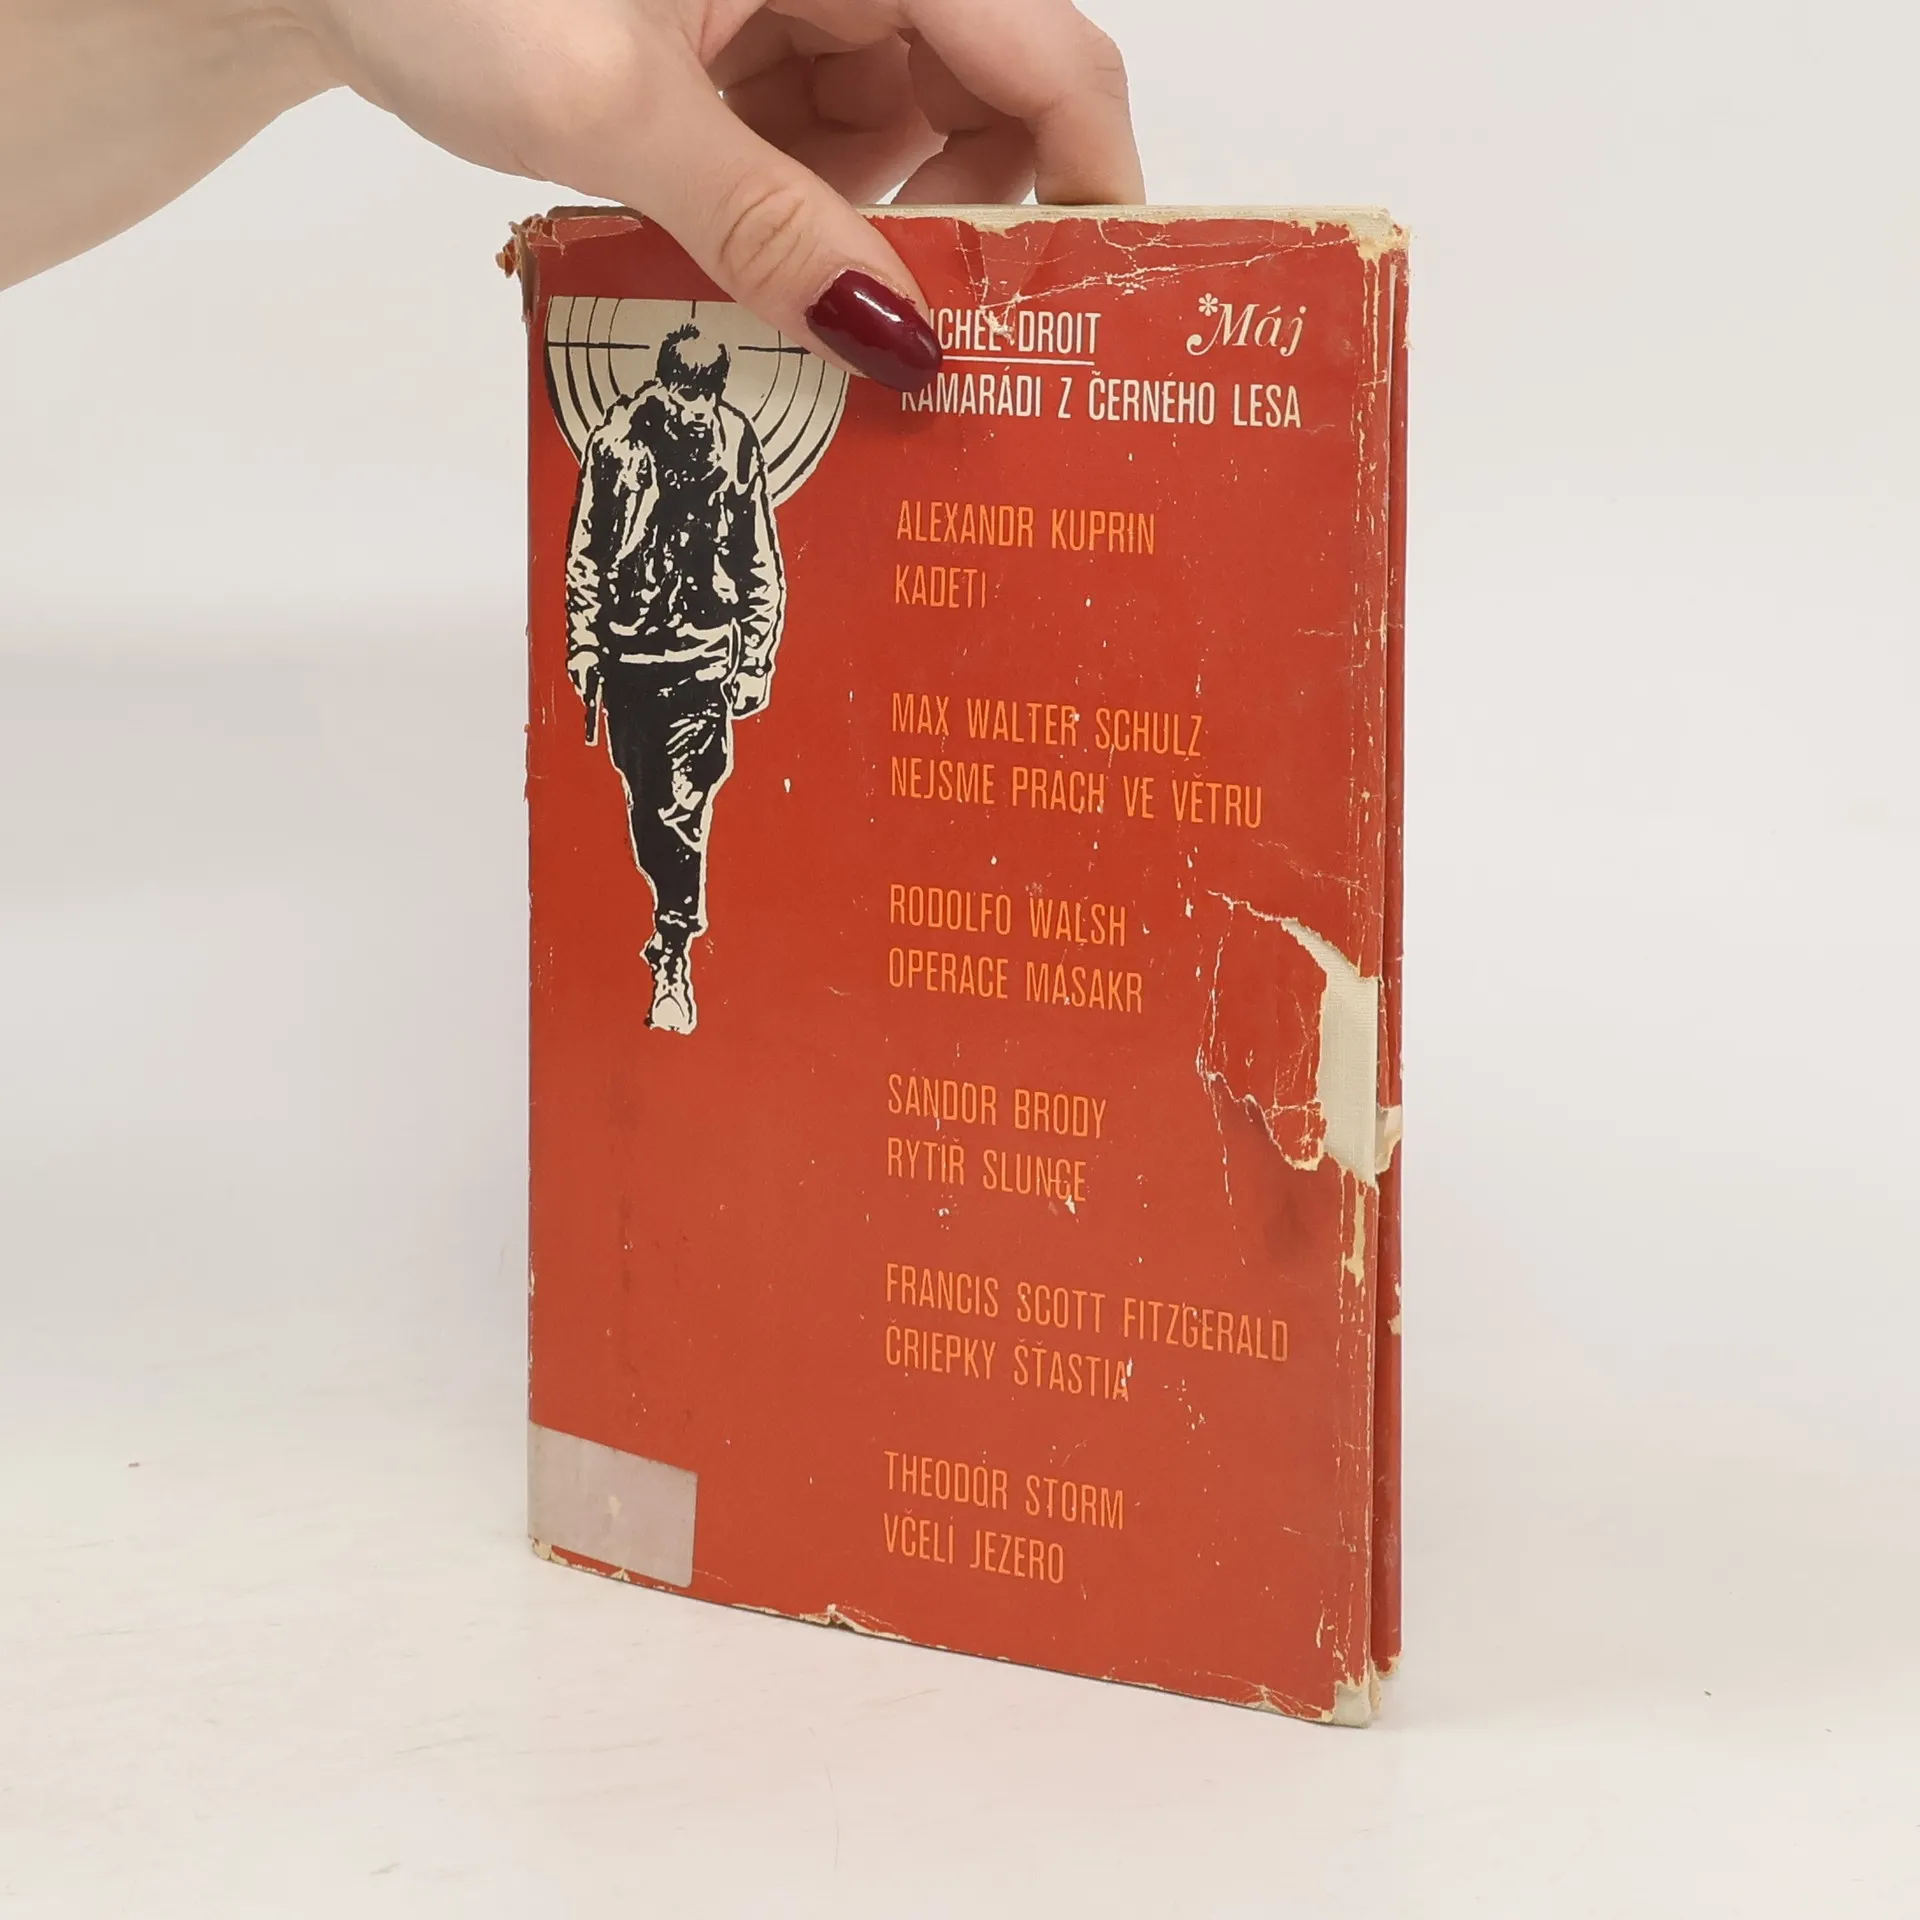 DROIT
*Máj
KAMARÁDI Z ČERNÉHO LESA
ALEXANDR KUPRIN
KADETI
MAX WALTER SCHULZ
NEJSME PRACH VE VĚTRU
RODOLFO WALSH
OPERACE MASAKR
SANDOR BRODY
RYTÍŘ SLUNCE
FRANCIS SCOTT FITZGERALD
ČRIEPKY ŠŤASTIA
THEODOR STORM
VČELÍ JEZERO